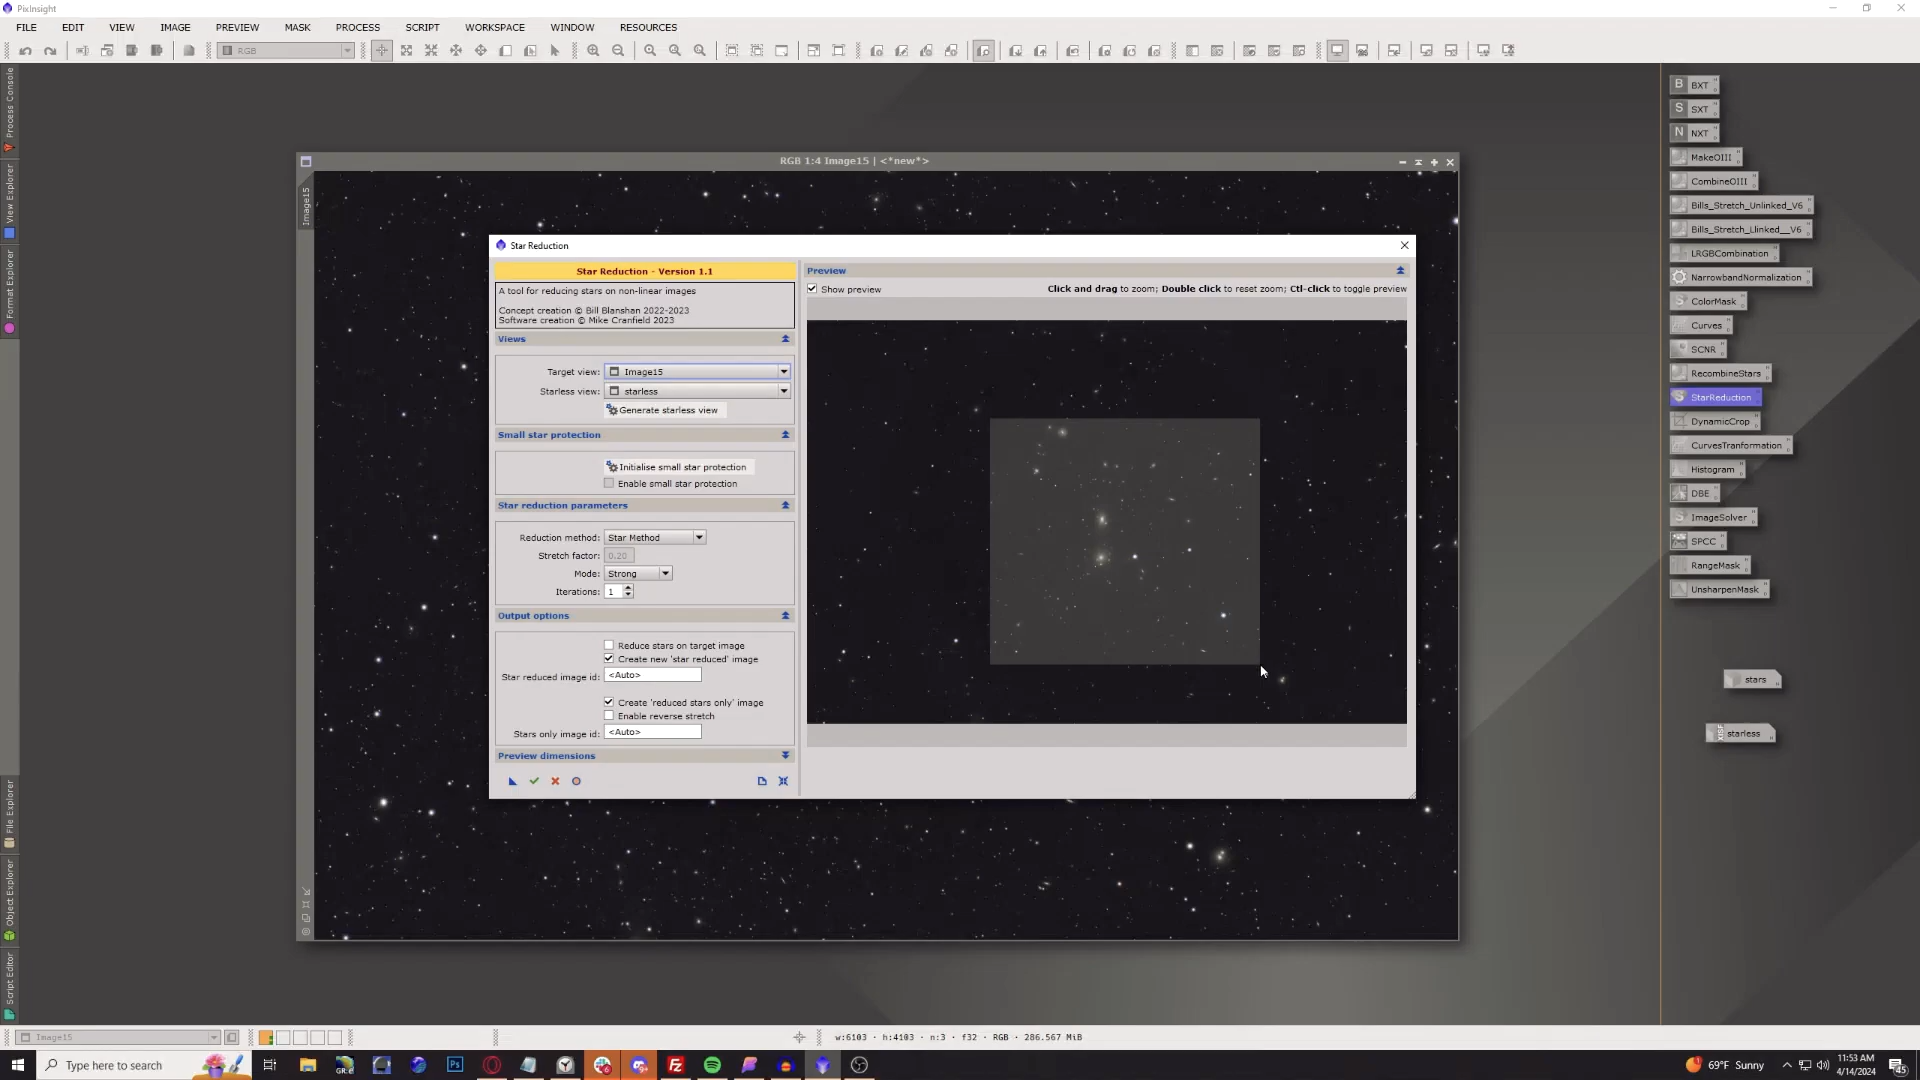 PixInsight
FILE EDIT VIEW IMAGE PROCESS SCRIPT WORKSPACE WINDOW RESOURCES
RGB
Process Console
View Explorer
Format Explorer
File Explorer
Object Explorer
Script Editor
RGB 1:4 Image15 | <*new*>
Image15
Star Reduction
Star Reduction - Version 1.1
A tool for reducing stars on non-linear images
Concept creation © Bill Blanshan 2022-2023
Software creation © Mike Cranfield 2023
Views
Target view: Image15
Starless view: starless
Generate starless view
Small star protection
Initialise small star protection
Enable small star protection
Star reduction parameters
Reduction method: Star Method
Stretch factor: 0.20
Mode: Strong
Iterations: 1
Output options
Reduce stars on target image
Create new 'star reduced' image
Star reduced image id: <Auto>
Create 'reduced stars only' image
Enable reverse stretch
Stars only image id: <Auto>
Preview dimensions
Preview
Show preview
Click and drag to zoom; Double click to reset zoom; Ctl-click to toggle preview
B BXT
S SXT
N NXT
MakeOIII
CombineOIII
Bills_Stretch_Unlinked_V6
Bills_Stretch_Llinked__V6
LRGBCombination
NarrowbandNormalization
ColorMask
Curves
SCNR
RecombineStars
S StarReduction
DynamicCrop
CurvesTranformation
Histogram
DBE
S ImageSolver
SPCC
RangeMask
UnsharpenMask
stars
starless
Image15
w:6103 · h:4103 · n:3 · f32 · RGB · 286.567 MiB
Type here to search
69°F Sunny
11:53 AM
4/14/2024
45